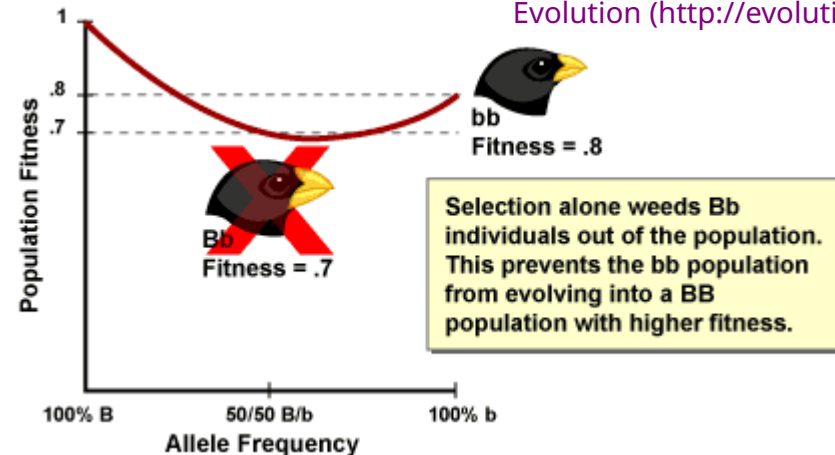 Evolution (http://evoluti
1
.8
.7
Population Fitness
bb
Fitness = .8
Bb
Fitness = .7
Selection alone weeds Bb
individuals out of the population.
This prevents the bb population
from evolving into a BB
population with higher fitness.
100% B
50/50 B/b
100% b
Allele Frequency